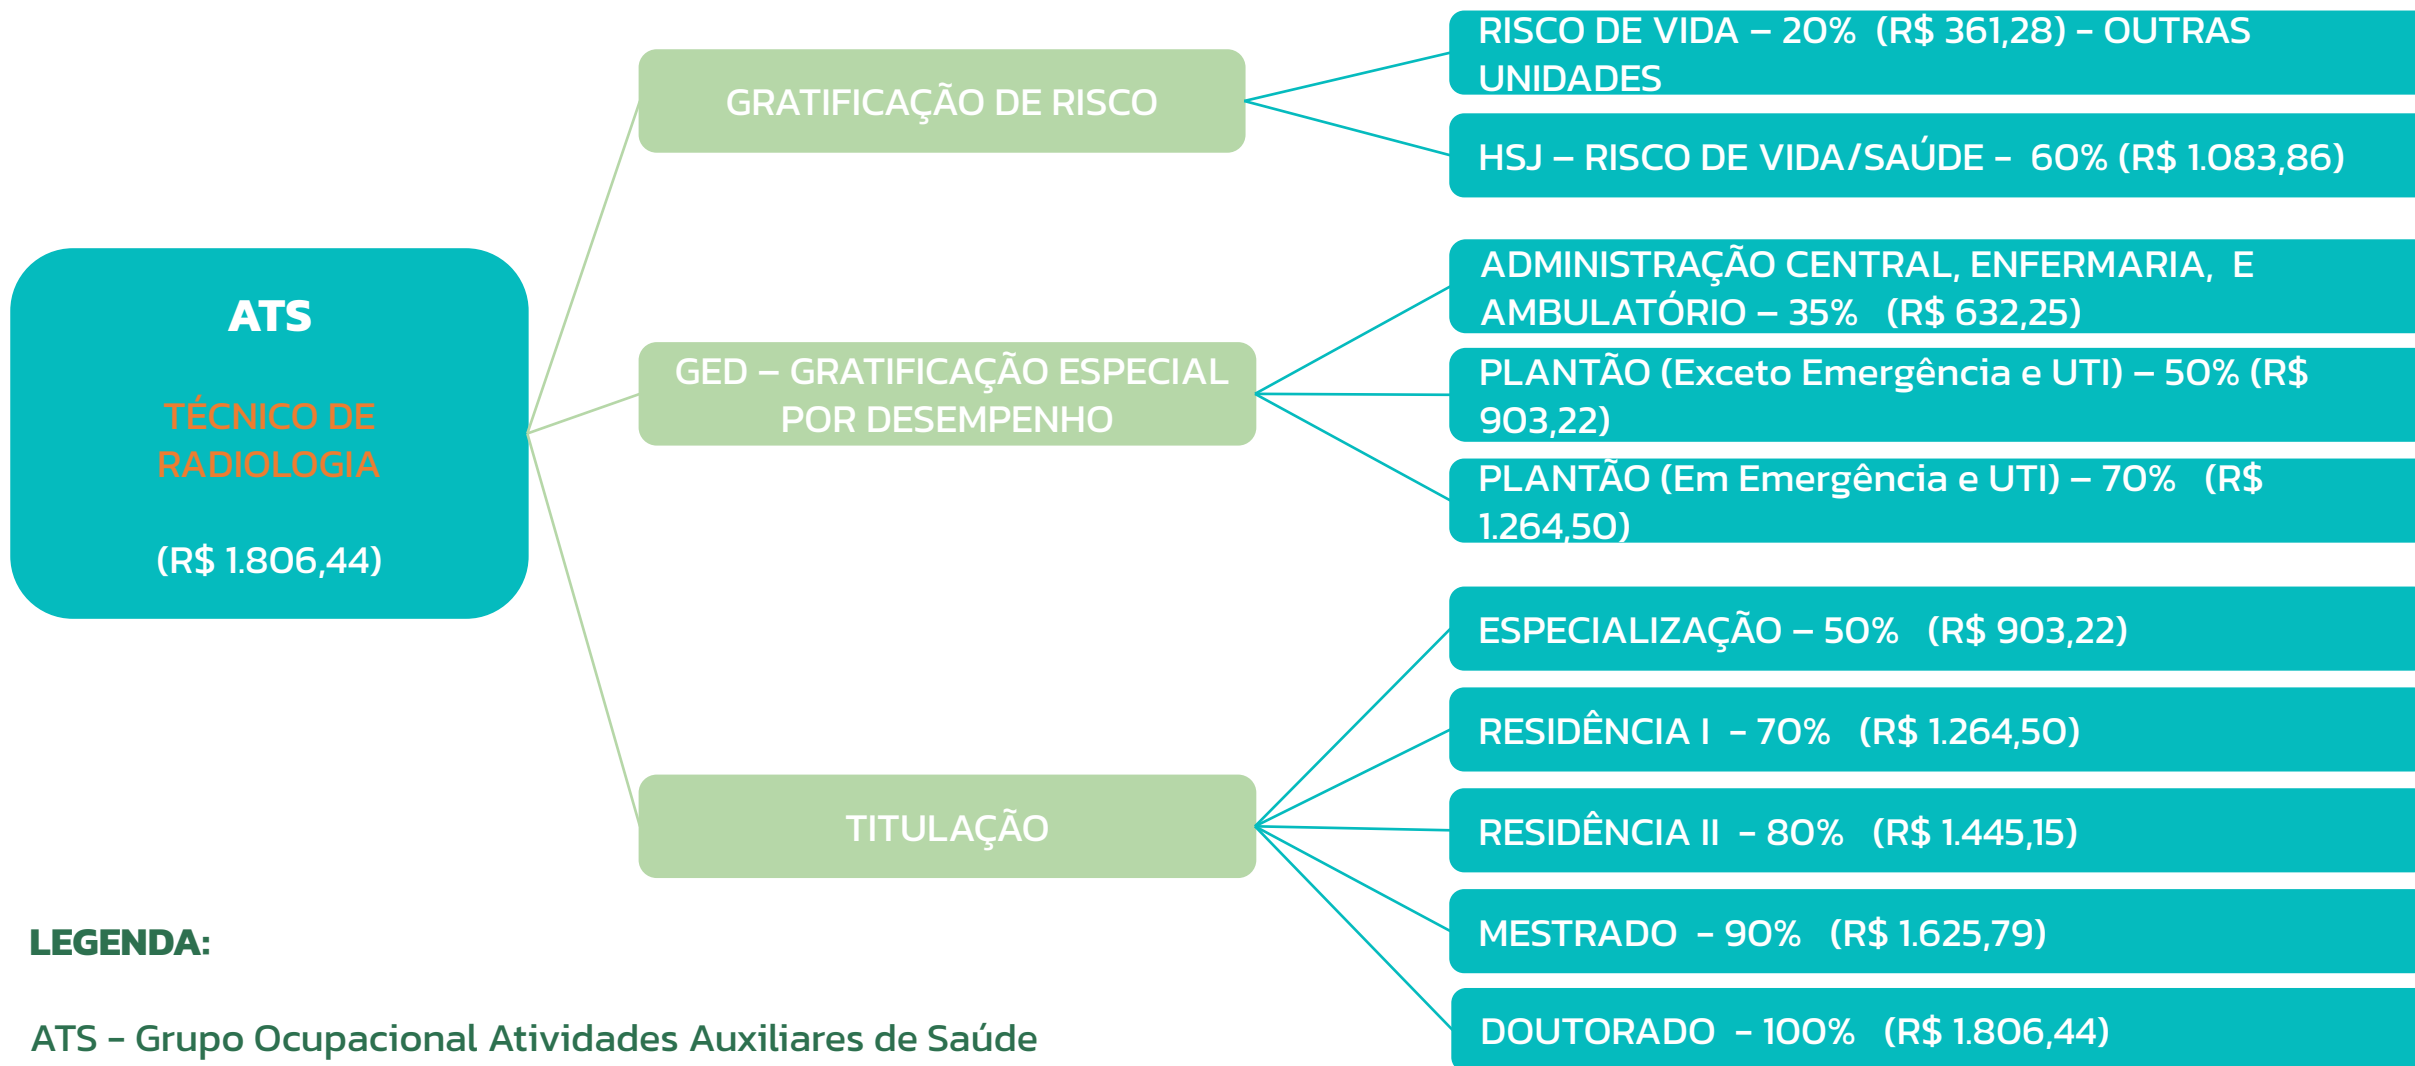 ATS
TÉCNICO DE
RADIOLOGIA
(R$ 1.806,44)
GRATIFICAÇÃO DE RISCO
RISCO DE VIDA – 20% (R$ 361,28) - OUTRAS
UNIDADES
HSJ – RISCO DE VIDA/SAÚDE - 60% (R$ 1.083,86)
GED – GRATIFICAÇÃO ESPECIAL
POR DESEMPENHO
ADMINISTRAÇÃO CENTRAL, ENFERMARIA, E
AMBULATÓRIO – 35% (R$ 632,25)
PLANTÃO (Exceto Emergência e UTI) – 50% (R$
903,22)
PLANTÃO (Em Emergência e UTI) – 70% (R$
1.264,50)
TITULAÇÃO
ESPECIALIZAÇÃO – 50% (R$ 903,22)
RESIDÊNCIA I - 70% (R$ 1.264,50)
RESIDÊNCIA II - 80% (R$ 1.445,15)
MESTRADO - 90% (R$ 1.625,79)
DOUTORADO - 100% (R$ 1.806,44)
LEGENDA:
ATS - Grupo Ocupacional Atividades Auxiliares de Saúde